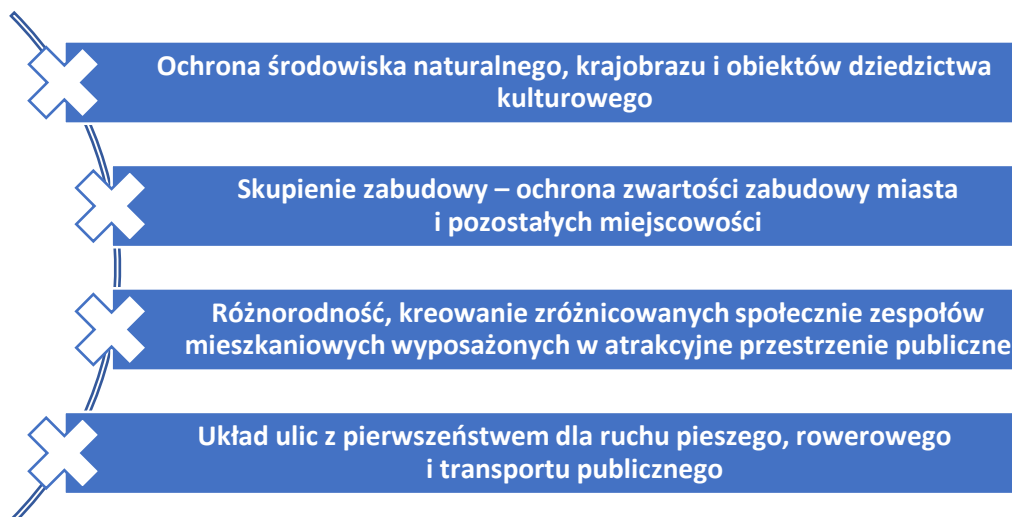 Ochrona środowiska naturalnego, krajobrazu i obiektów dziedzictwa
kulturowego
Skupienie zabudowy – ochrona zwartości zabudowy miasta
i pozostałych miejscowości
Różnorodność, kreowanie zróżnicowanych społecznie zespołów
mieszkaniowych wyposażonych w atrakcyjne przestrzenie publiczne
Układ ulic z pierwszeństwem dla ruchu pieszego, rowerowego
i transportu publicznego